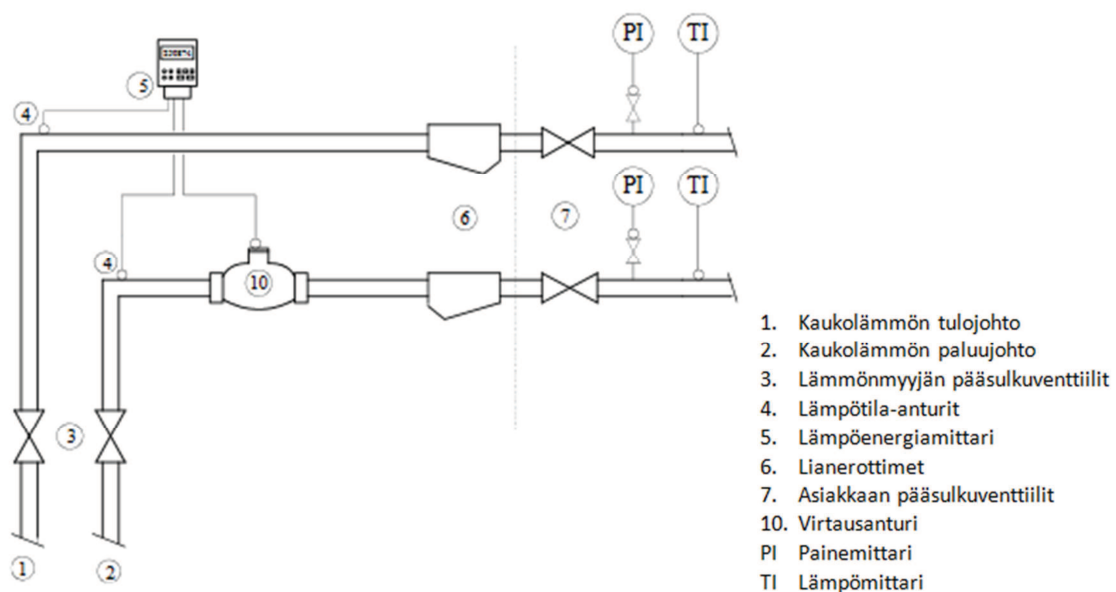 PI TI
5
4
PI TI
6
7
4
10
3
1
2
1. Kaukolämmön tulojohto
2. Kaukolämmön paluujohto
3. Lämmönmyyjän pääsulkuventtiilit
4. Lämpötila-anturit
5. Lämpöenergiamittari
6. Lianerottimet
7. Asiakkaan pääsulkuventtiilit
10. Virtausanturi
PI Painemittari
TI Lämpömittari